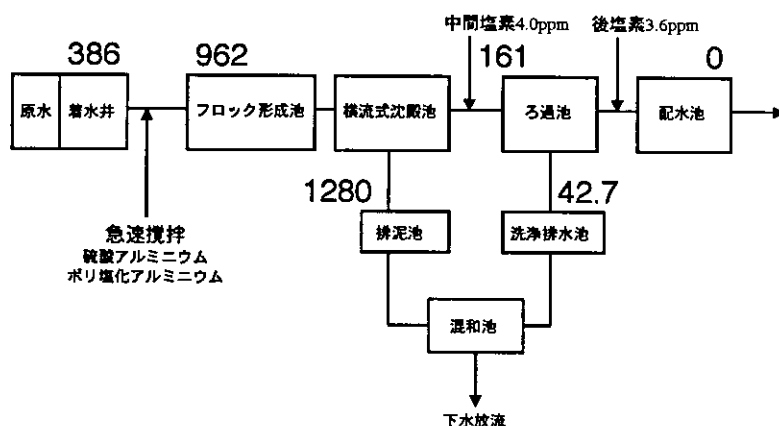 中間塩素4.0ppm
後塩素3.6ppm
386
962
161
0
原水
着水井
フロック形成池
横流式沈殿池
ろ過池
配水池
1280
42.7
急速攪拌
硫酸アルミニウム
ポリ塩化アルミニウム
排泥池
洗浄排水池
混和池
下水放流